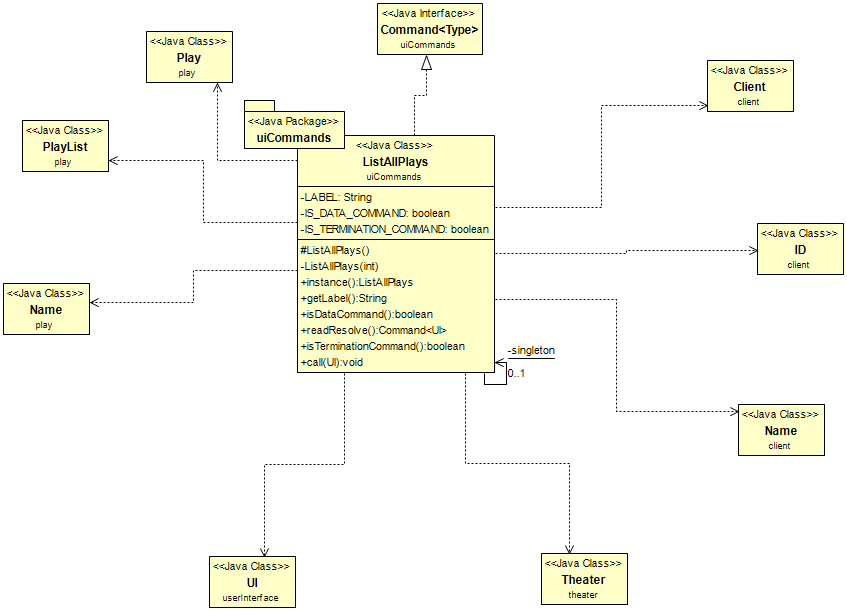 <<Java Interface>>
Command<Type>
uiCommands
<<Java Class>>
Play
play
<<Java Class>>
Client
client
<<Java Package>>
uiCommands
<<Java Class>>
PlayList
play
<<Java Class>>
ListAllPlays
uiCommands
-LABEL: String
-IS_DATA_COMMAND: boolean
-IS_TERMINATION_COMMAND: boolean
#ListAllPlays()
-ListAllPlays(int)
+instance():ListAllPlays
+getLabel():String
+isDataCommand():boolean
+readResolve():Command<UI>
+isTerminationCommand():boolean
+call(UI):void
<<Java Class>>
ID
client
<<Java Class>>
Name
play
-singleton
0..1
<<Java Class>>
Name
client
<<Java Class>>
UI
userInterface
<<Java Class>>
Theater
theater